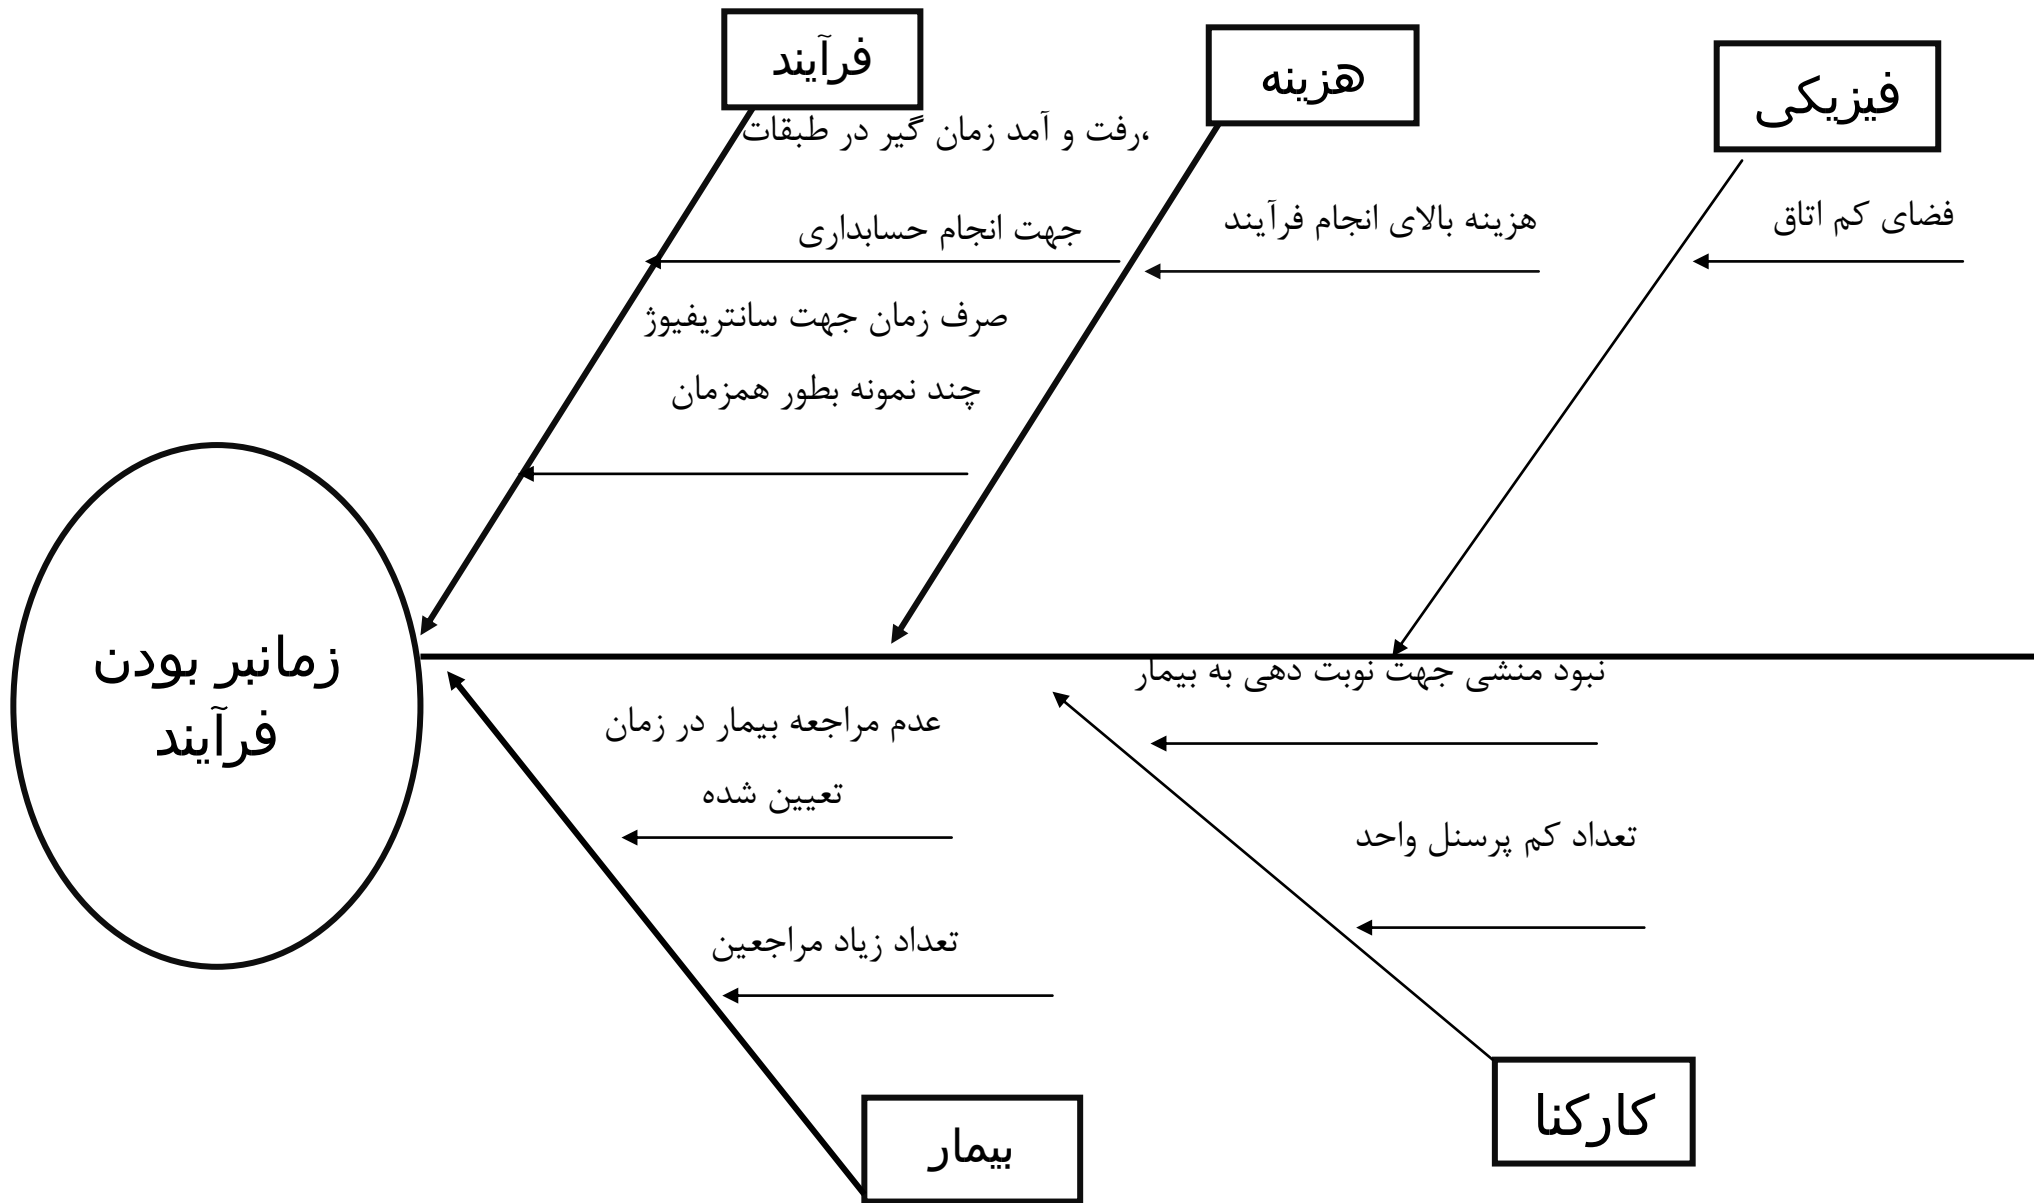 فرآیند
هزینه
فیزیکی
رفت و آمد زمان گیر در طبقات،
جهت انجام حسابداری
هزینه بالای انجام فرآیند
فضای کم اتاق
صرف زمان جهت سانتریفیوژ
چند نمونه بطور همزمان
زمانبر بودن
فرآیند
نبود منشی جهت نوبت دهی به بیمار
عدم مراجعه بیمار در زمان
تعیین شده
تعداد کم پرسنل واحد
تعداد زیاد مراجعین
کارکنا
بیمار